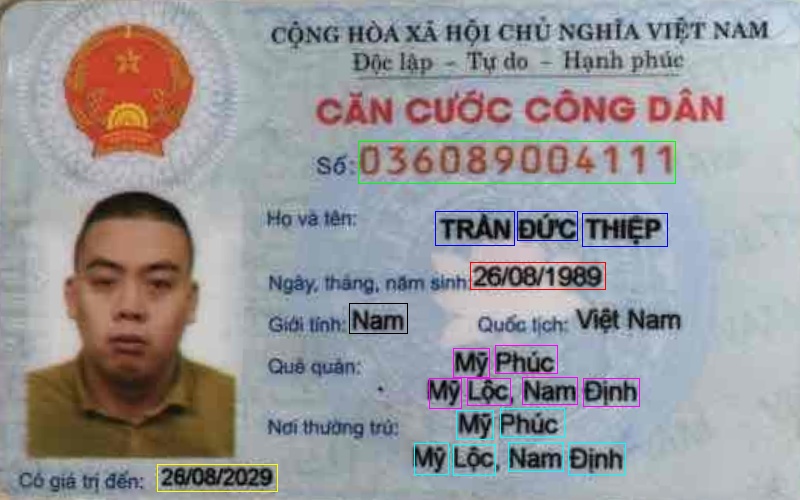 CỘNG HÒA XÃ HỘI CHỦ NGHĨA VIỆT NAM
Độc lập - Tự do - Hạnh phúc
CĂN CƯỚC CÔNG DÂN
Số: 036089004111
Họ và tên: TRẦN ĐỨC THIỆP
Ngày, tháng, năm sinh: 26/08/1989
Giới tính: Nam Quốc tịch: Việt Nam
Quê quán: Mỹ Phúc
Mỹ Lộc, Nam Định
Nơi thường trú: Mỹ Phúc
Mỹ Lộc, Nam Định
Có giá trị đến: 26/08/2029